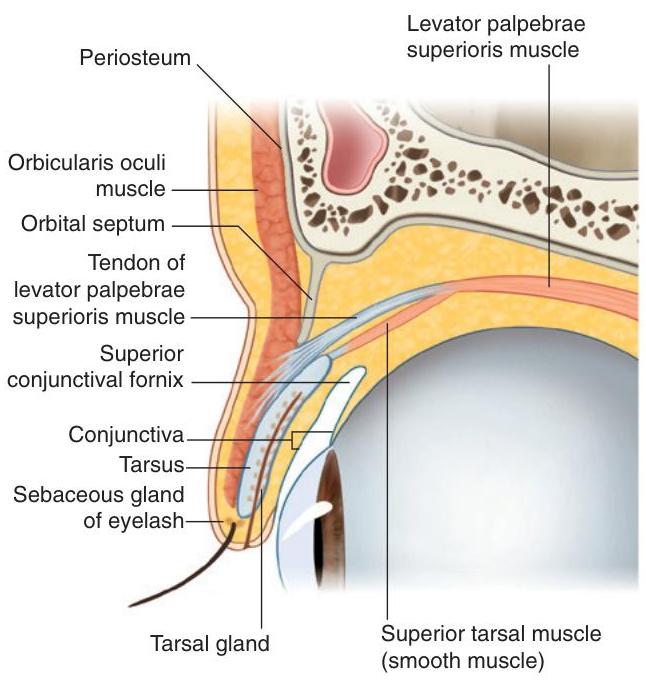 Levator palpebrae
superioris muscle
Periosteum
Orbicularis oculi
muscle
Orbital septum
Tendon of
levator palpebrae
superioris muscle
Superior
conjunctival fornix
Conjunctiva
Tarsus
Sebaceous gland
of eyelash
Tarsal gland
Superior tarsal muscle
(smooth muscle)